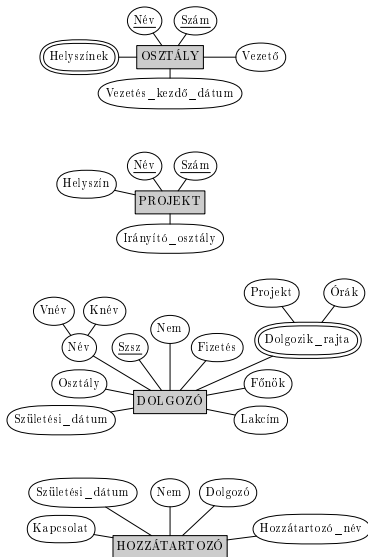 Név Szám
Helyszínek OSZTÁLY Vezető
Vezetés_kezdő_dátum
Név Szám
Helyszín
PROJEKT
Irányító_osztály
Projekt Órák
Vnév Knév
Nem
Név Szsz Fizetés Dolgozik_rajta
Osztály Főnök
DOLGOZÓ
Születési_dátum Lakcím
Születési_dátum Nem Dolgozó
Kapcsolat Hozzátartozó_név
HOZZÁTARTOZÓ